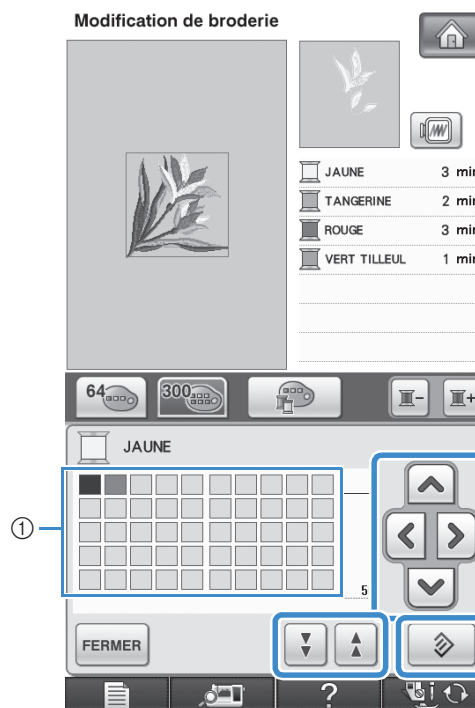 Modification de broderie
JAUNE 3 min
TANGERINE 2 min
ROUGE 3 min
VERT TILLEUL 1 min
64 300
JAUNE
①
5
FERMER
?